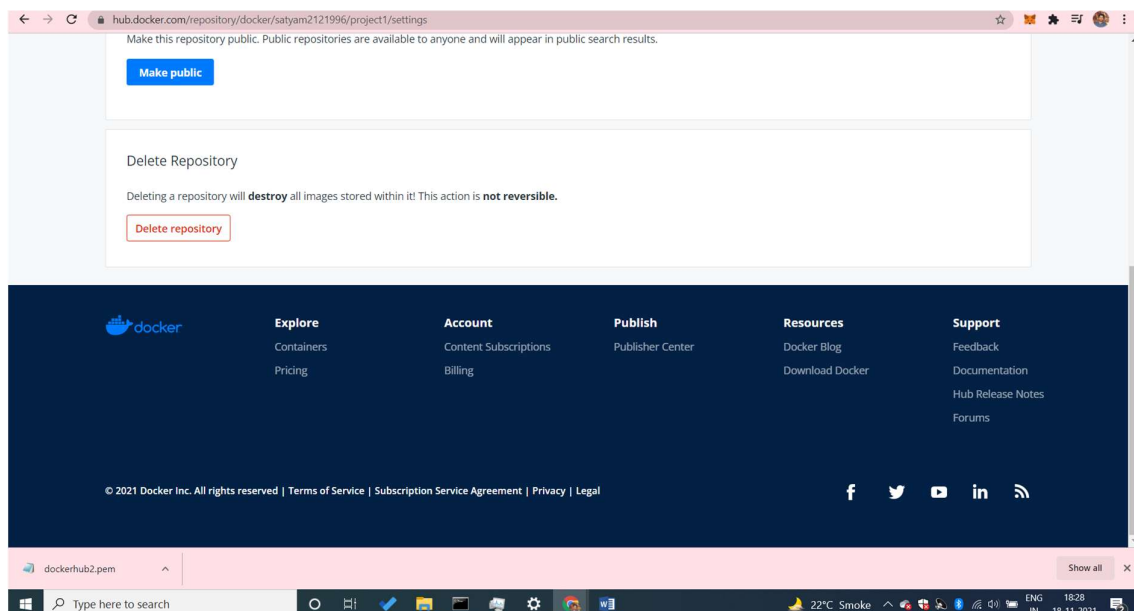 hub.docker.com/repository/docker/satyam2121996/project1/settings
Make this repository public. Public repositories are available to anyone and will appear in public search results.
Make public
Delete Repository
Deleting a repository will destroy all images stored within it! This action is not reversible.
Delete repository
docker
Explore
Containers
Pricing
Account
Content Subscriptions
Billing
Publish
Publisher Center
Resources
Docker Blog
Download Docker
Support
Feedback
Documentation
Hub Release Notes
Forums
© 2021 Docker Inc. All rights reserved | Terms of Service | Subscription Service Agreement | Privacy | Legal
dockerhub2.pem
Show all
Type here to search
22°C Smoke
ENG
IN
18:28
18-11-2021